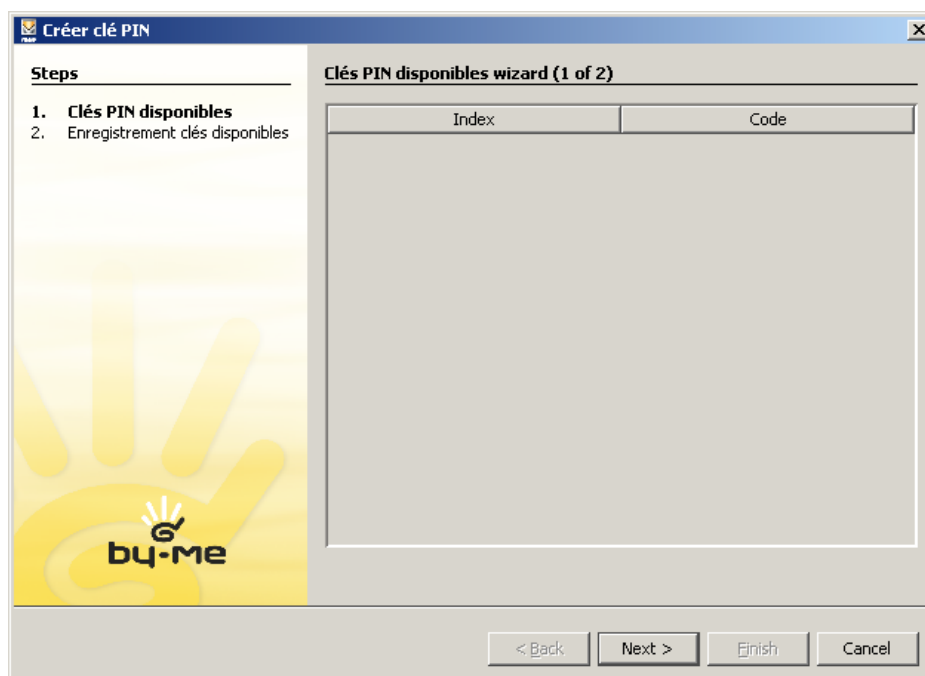 Créer clé PIN
Steps
1. Clés PIN disponibles
2. Enregistrement clés disponibles
Clés PIN disponibles wizard (1 of 2)
Index Code
by-me
< Back Next > Finish Cancel